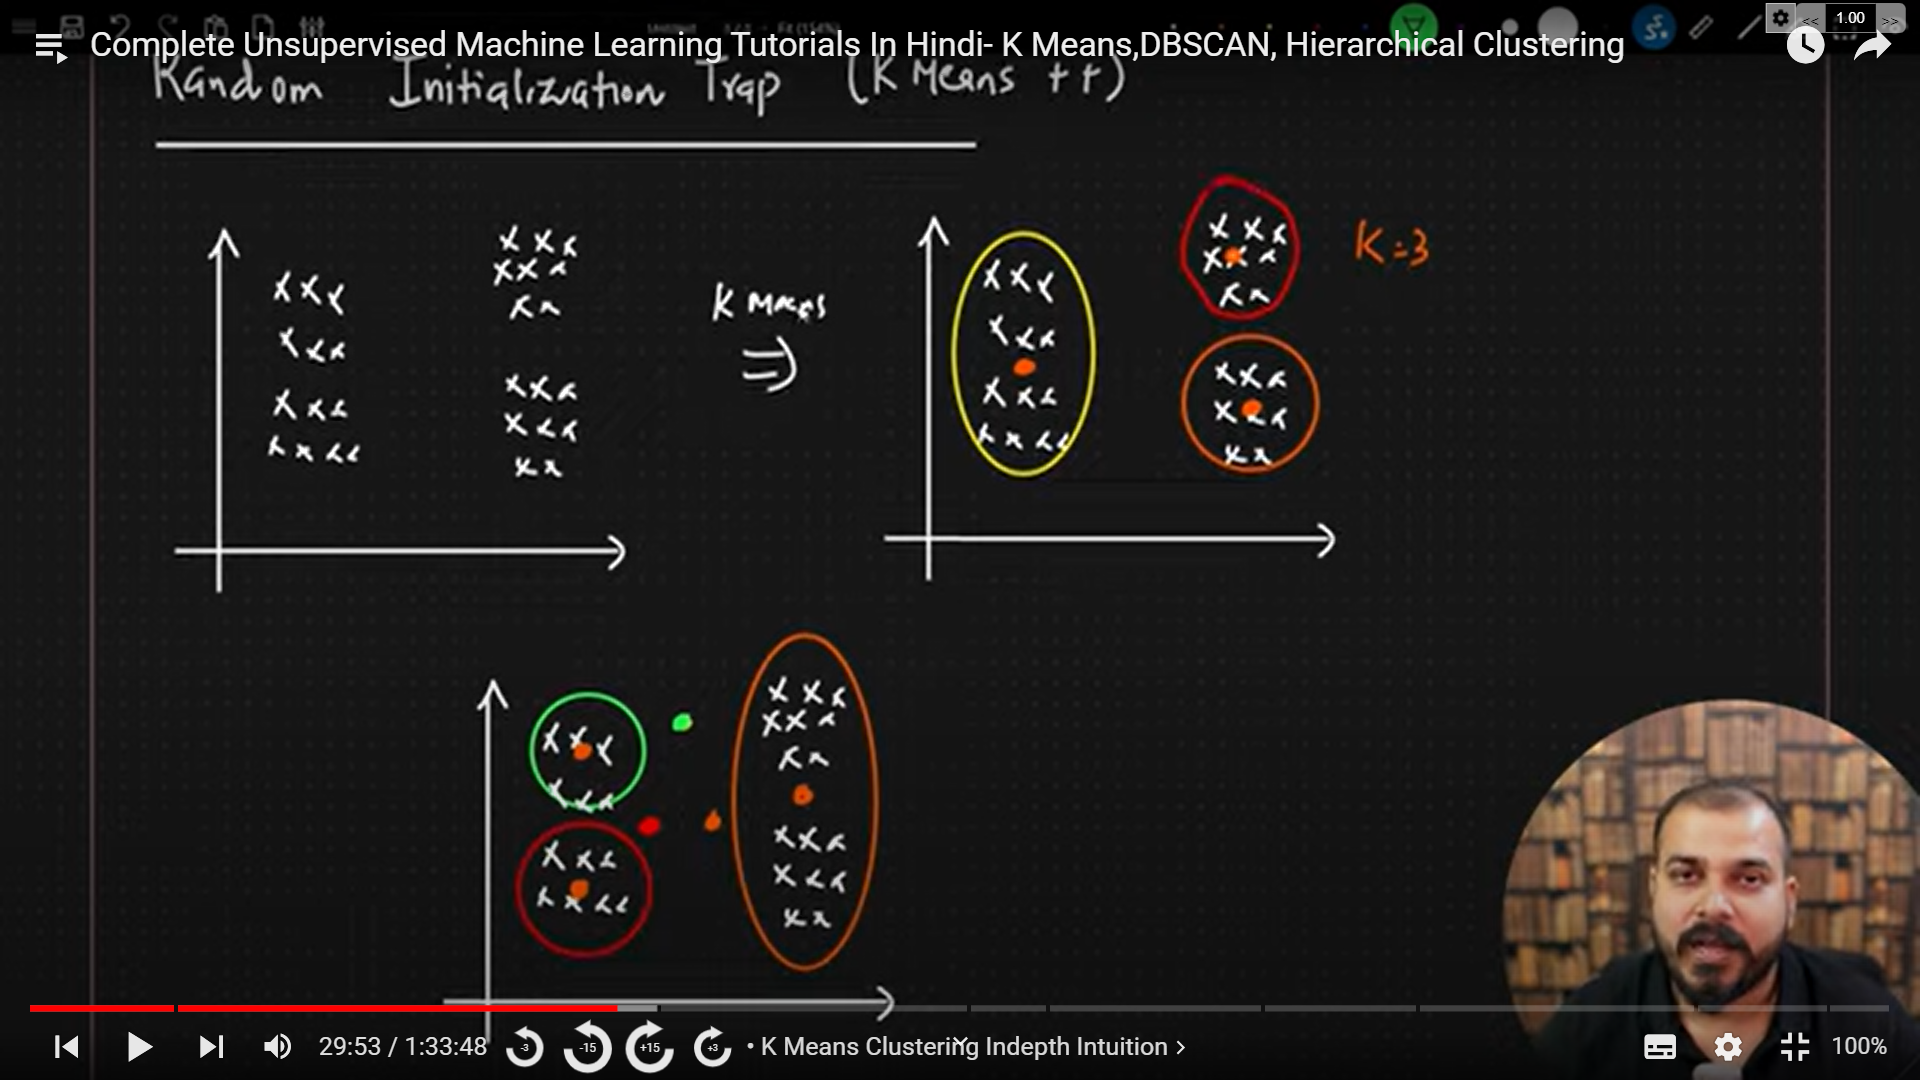 1.00
Complete Unsupervised Machine Learning Tutorials In Hindi- K Means,DBSCAN, Hierarchical Clustering
Random Initialization Trap (K Means ++)
K Means
K=3
29:53 / 1:33:48
-3
-15
+15
+3
• K Means Clustering Indepth Intuition >
100%